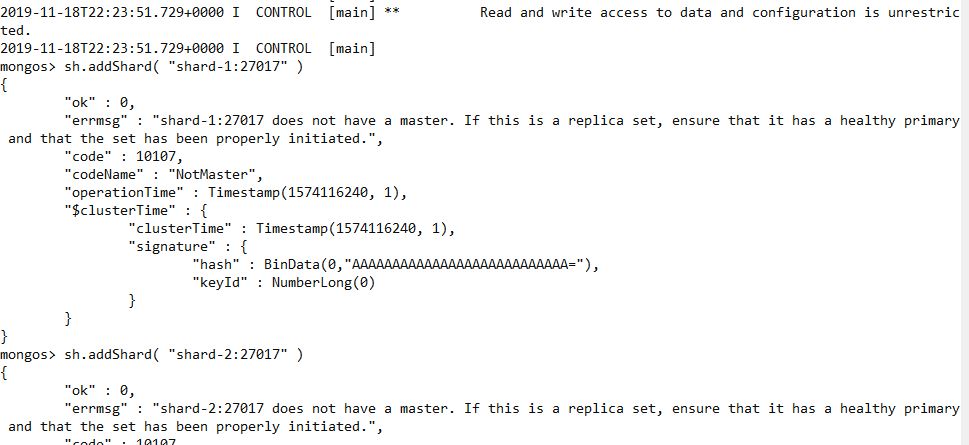 2019-11-18T22:23:51.729+0000 I  CONTROL  [main] **          Read and write access to data and configuration is unrestric
ted.
2019-11-18T22:23:51.729+0000 I  CONTROL  [main]
mongos> sh.addShard( "shard-1:27017" )
{
        "ok" : 0,
        "errmsg" : "shard-1:27017 does not have a master. If this is a replica set, ensure that it has a healthy primary
 and that the set has been properly initiated.",
        "code" : 10107,
        "codeName" : "NotMaster",
        "operationTime" : Timestamp(1574116240, 1),
        "$clusterTime" : {
                "clusterTime" : Timestamp(1574116240, 1),
                "signature" : {
                        "hash" : BinData(0,"AAAAAAAAAAAAAAAAAAAAAAAAAAA="),
                        "keyId" : NumberLong(0)
                }
        }
}
mongos> sh.addShard( "shard-2:27017" )
{
        "ok" : 0,
        "errmsg" : "shard-2:27017 does not have a master. If this is a replica set, ensure that it has a healthy primary
 and that the set has been properly initiated.",
        "code" : 10107